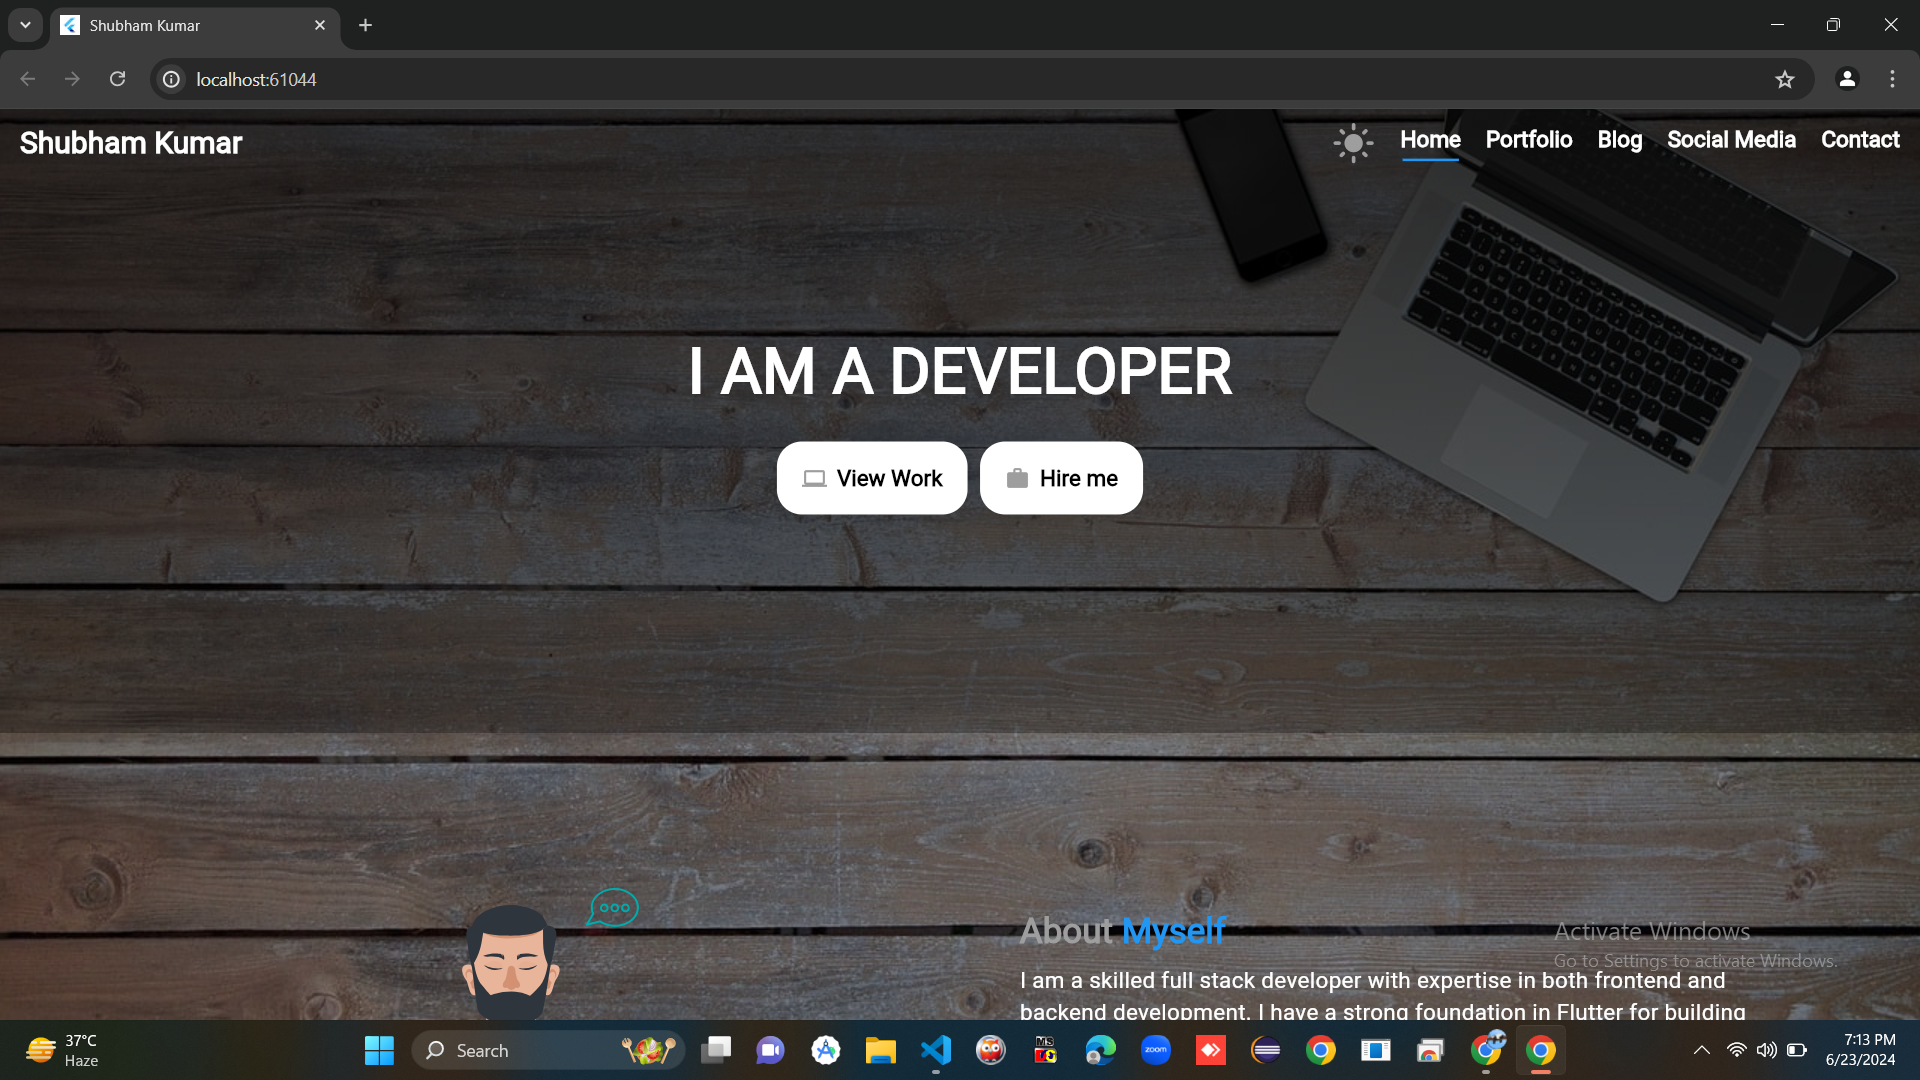 Shubham Kumar
localhost:61044
Shubham Kumar
Home Portfolio Blog Social Media Contact
I AM A DEVELOPER
View Work Hire me
About Myself
Activate Windows
Go to Settings to activate Windows.
I am a skilled full stack developer with expertise in both frontend and
backend development. I have a strong foundation in Flutter for building
37°C
Haze
Search
MS
zoom
7:13 PM
6/23/2024